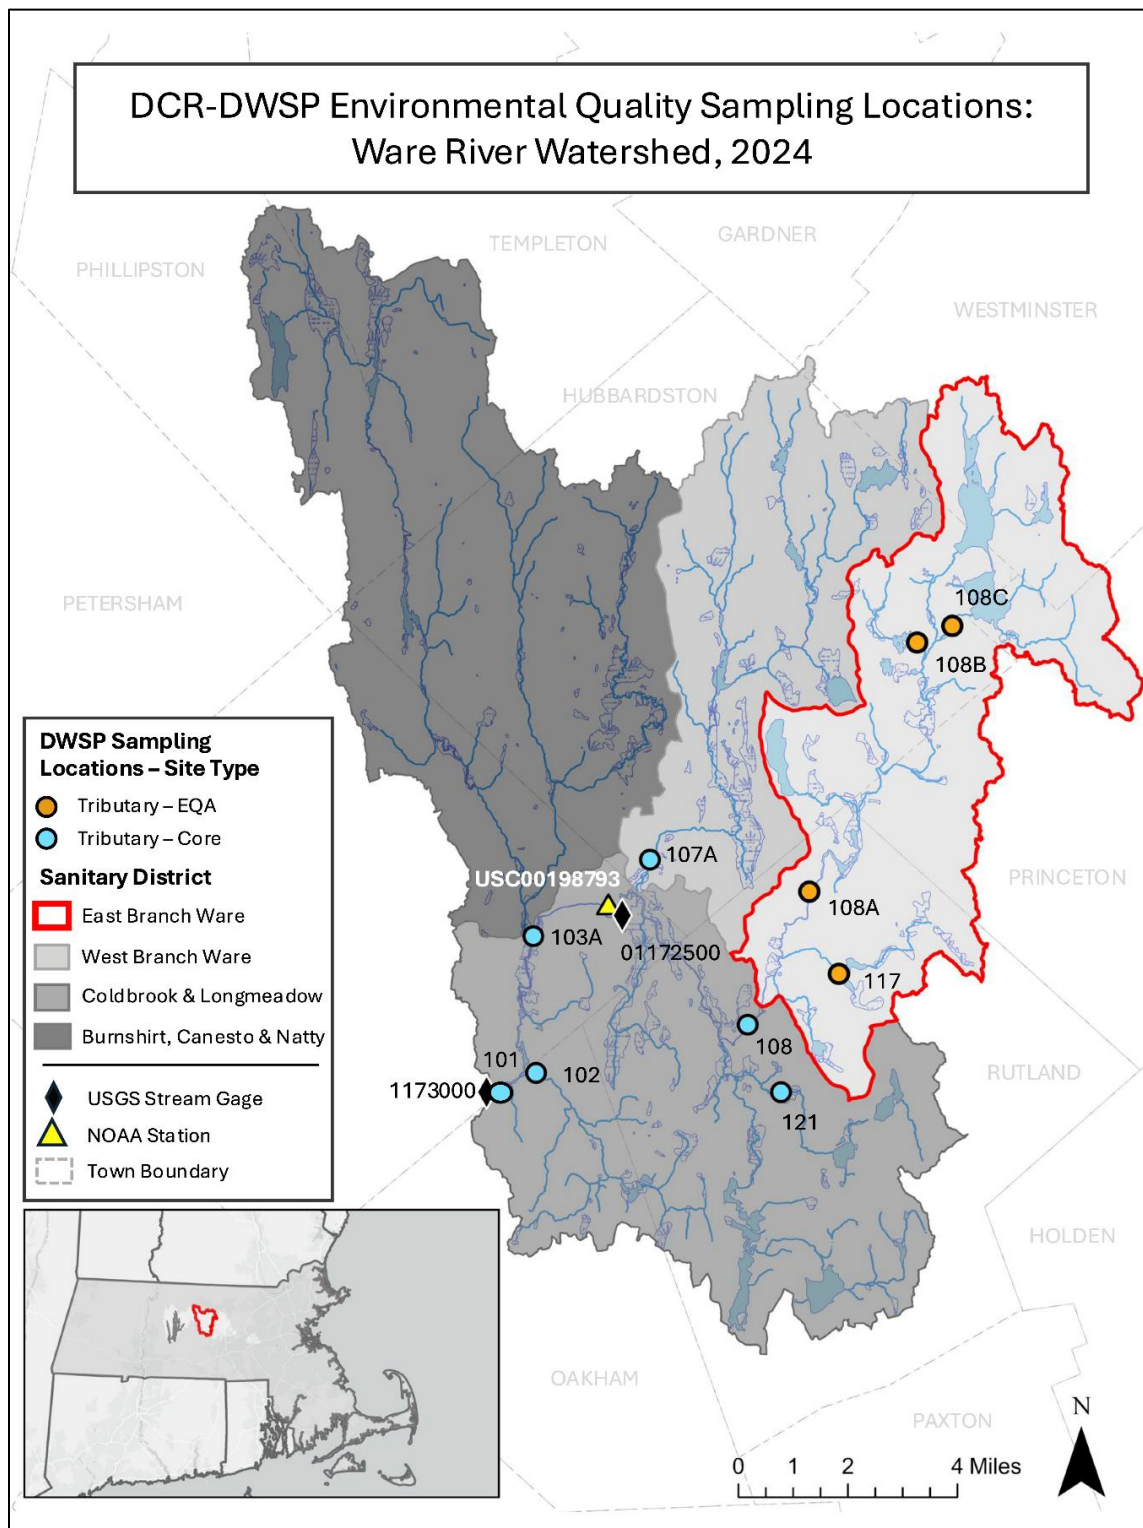 DCR-DWSP Environmental Quality Sampling Locations:
Ware River Watershed, 2024
GARDNER
TEMPLETON
PHILLIPSTON
WESTMINSTER
HUBBARDSTON
108C
PETERSHAM
108B
DWSP Sampling
Locations – Site Type
Tributary – EQA
Tributary – Core
Sanitary District
East Branch Ware
West Branch Ware
Coldbrook & Longmeadow
Burnshirt, Canesto & Natty
USGS Stream Gage
NOAA Station
Town Boundary
107A
USC00198793
PRINCETON
108A
103A
01172500
117
108
101
102
1173000
RUTLAND
121
HOLDEN
OAKHAM
PAXTON
N
0 1 2 4 Miles